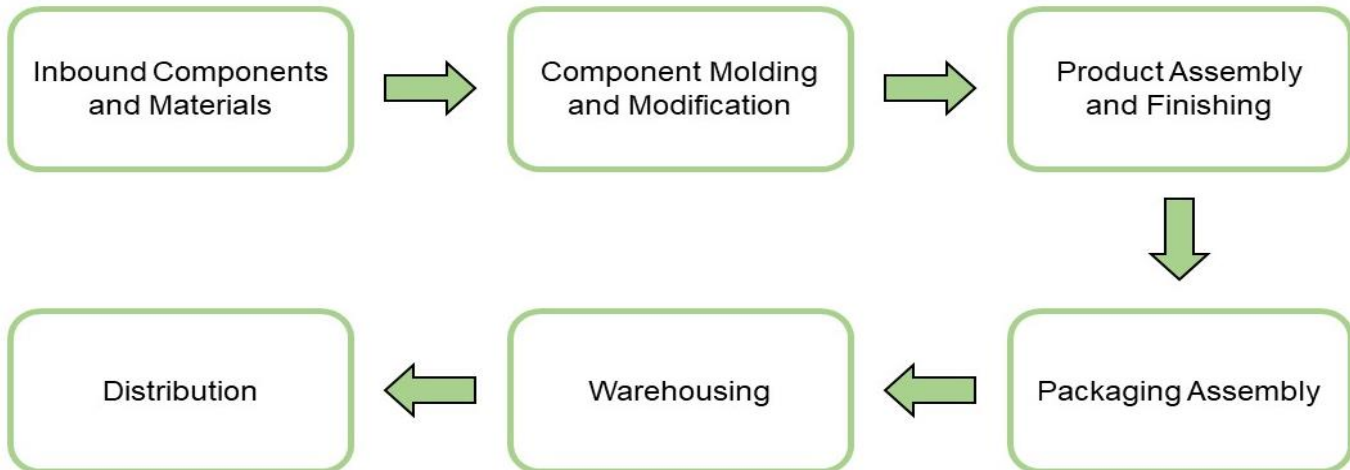 Inbound Components
and Materials
Component Molding
and Modification
Product Assembly
and Finishing
Packaging Assembly
Warehousing
Distribution